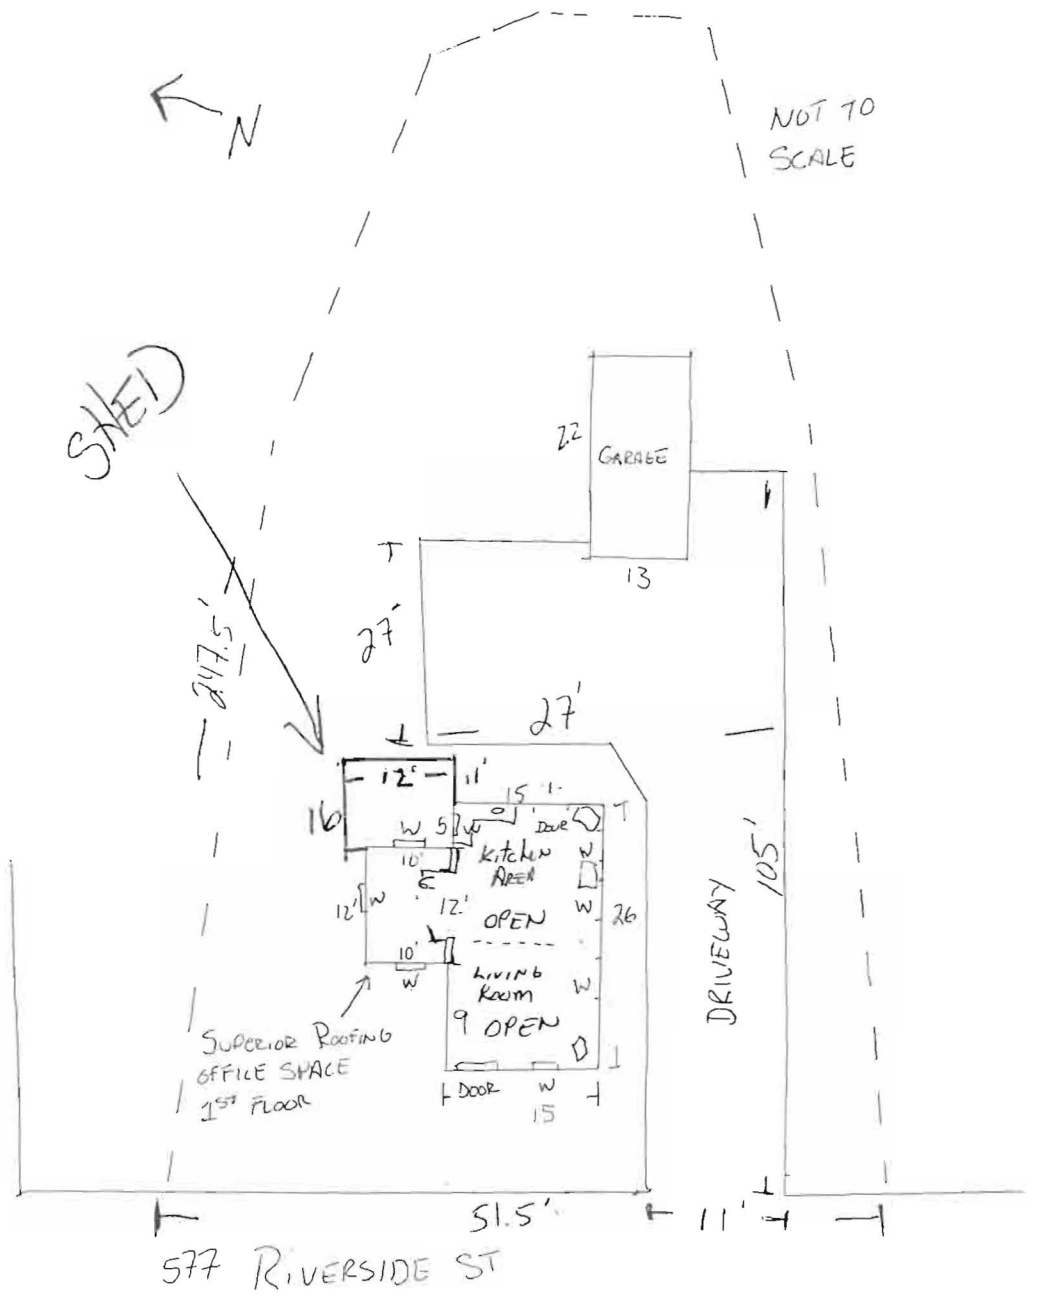 N
NOT TO
SCALE
SHED
22
GARAGE
13
27'
247.5'
27'
12'
11'
16
15
W
5
W
W
10'
Kitchen
AREA
W
12'
W
12'
OPEN
26
105'
DRIVEWAY
10'
W
LIVING
ROOM
W
9
OPEN
SUPERIOR ROOFING
OFFICE SPACE
1ST FLOOR
DOOR
W
15
51.5'
11'
577 RIVERSIDE ST